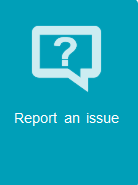 ?
Report an issue